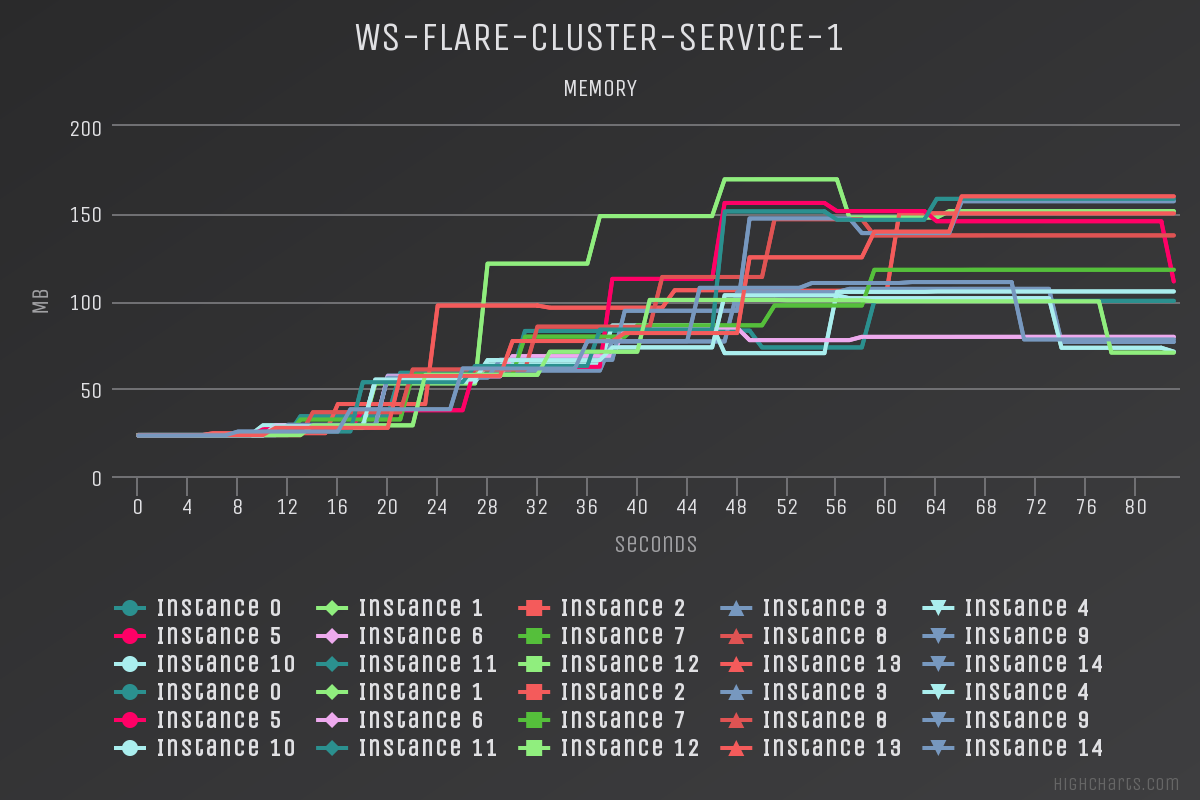 WS-FLARE-CLUSTER-SERVICE-1
MEMORY
200
150
100
50
0
MB
0 4 8 12 16 20 24 28 32 36 40 44 48 52 56 60 64 68 72 76 80
Seconds
Instance 0 Instance 1 Instance 2 Instance 3 Instance 4
Instance 5 Instance 6 Instance 7 Instance 8 Instance 9
Instance 10 Instance 11 Instance 12 Instance 13 Instance 14
Instance 0 Instance 1 Instance 2 Instance 3 Instance 4
Instance 5 Instance 6 Instance 7 Instance 8 Instance 9
Instance 10 Instance 11 Instance 12 Instance 13 Instance 14
Highcharts.com